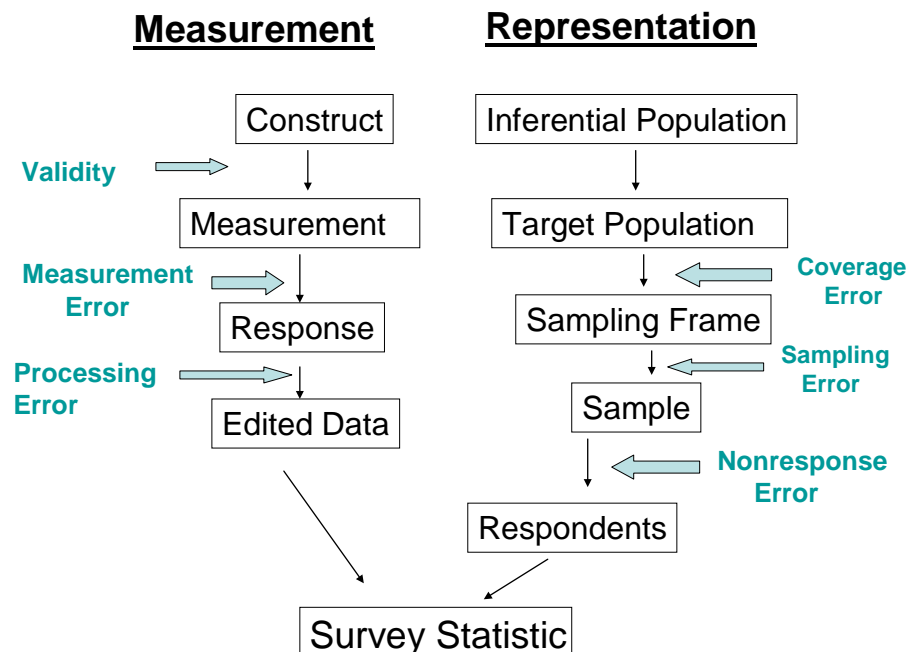 Measurement
Representation
Construct
Inferential Population
Validity
Measurement
Target Population
Measurement
Error
Coverage
Error
Response
Sampling Frame
Processing
Error
Sampling
Error
Edited Data
Sample
Nonresponse
Error
Respondents
Survey Statistic